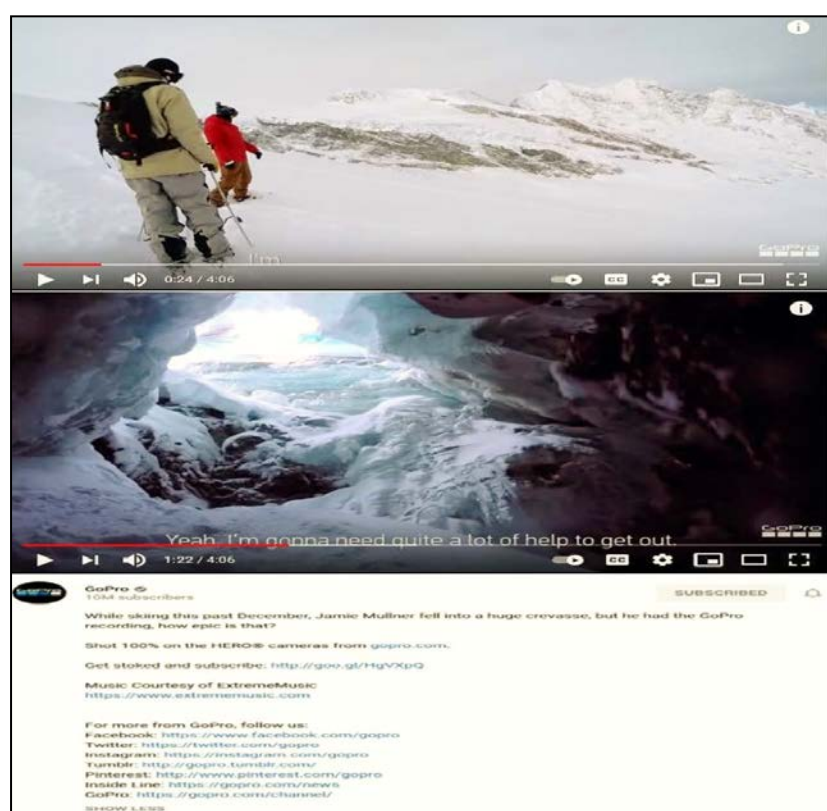 I'm
GoPro
0:24 / 4:06
CC
Yeah, I'm gonna need quite a lot of help to get out.
GoPro
1:22 / 4:06
CC
GoPro
10M subscribers
SUBSCRIBED
While skiing this past December, Jamie Mullner fell into a huge crevasse, but he had the GoPro
recording, how epic is that?
Shot 100% on the HERO® cameras from gopro.com.
Get stoked and subscribe: http://goo.gl/HgVXpQ
Music Courtesy of ExtremeMusic
https://www.extrememusic.com
For more from GoPro, follow us:
Facebook: https://www.facebook.com/gopro
Twitter: https://twitter.com/gopro
Instagram: https://instagram.com/gopro
Tumblr: http://gopro.tumblr.com/
Pinterest: http://www.pinterest.com/gopro
Inside Line: https://gopro.com/news
GoPro: https://gopro.com/channel/
SHOW LESS